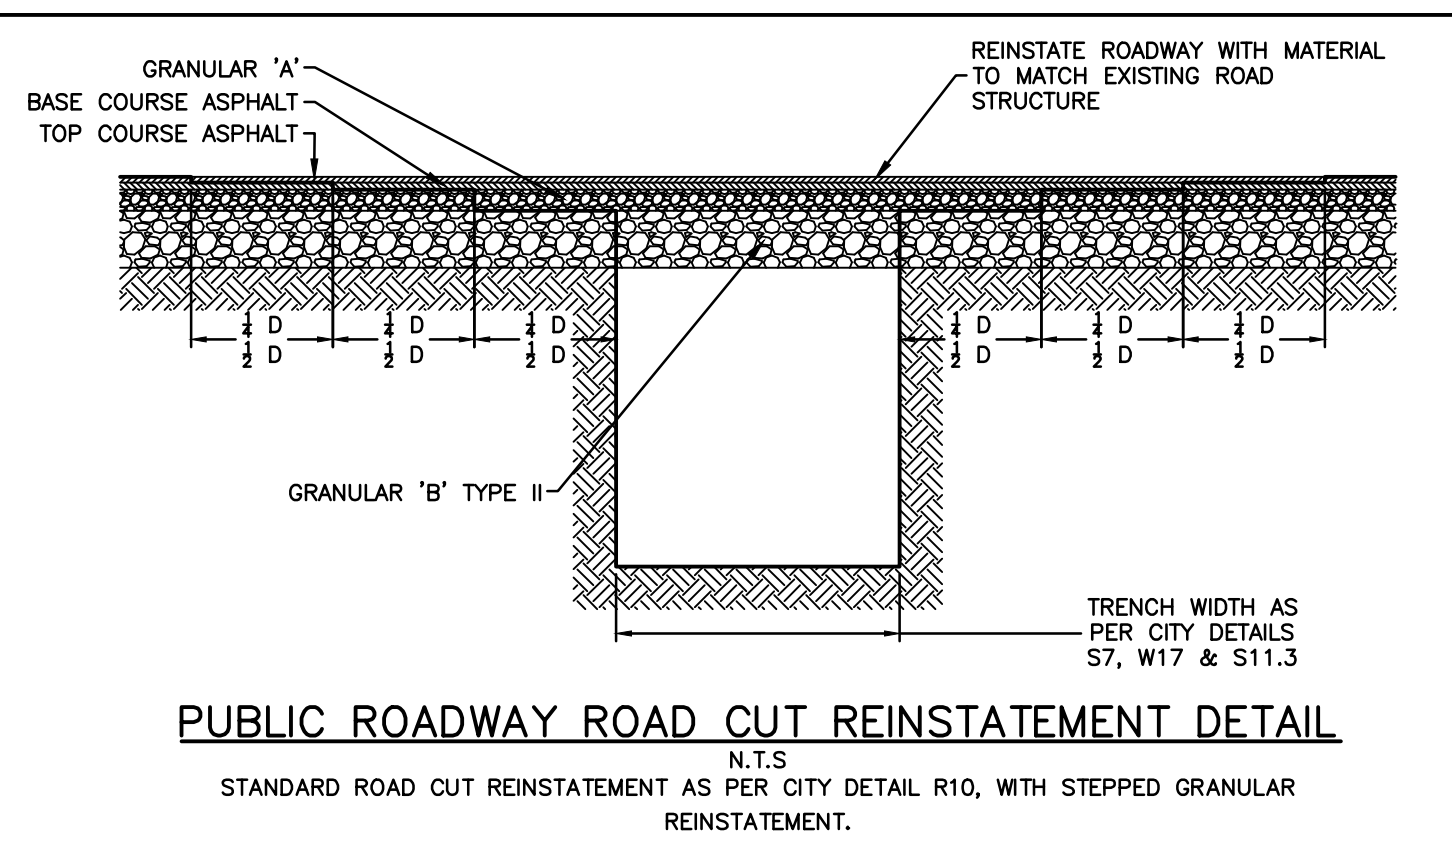 GRANULAR 'A'
BASE COURSE ASPHALT
TOP COURSE ASPHALT
REINSTATE ROADWAY WITH MATERIAL
TO MATCH EXISTING ROAD
STRUCTURE
1/4 D
1/2 D
1/4 D
1/2 D
1/4 D
1/2 D
1/4 D
1/2 D
1/4 D
1/2 D
1/4 D
1/2 D
GRANULAR 'B' TYPE II
TRENCH WIDTH AS
PER CITY DETAILS
S7, W17 & S11.3
PUBLIC ROADWAY ROAD CUT REINSTATEMENT DETAIL
N.T.S
STANDARD ROAD CUT REINSTATEMENT AS PER CITY DETAIL R10, WITH STEPPED GRANULAR
REINSTATEMENT.